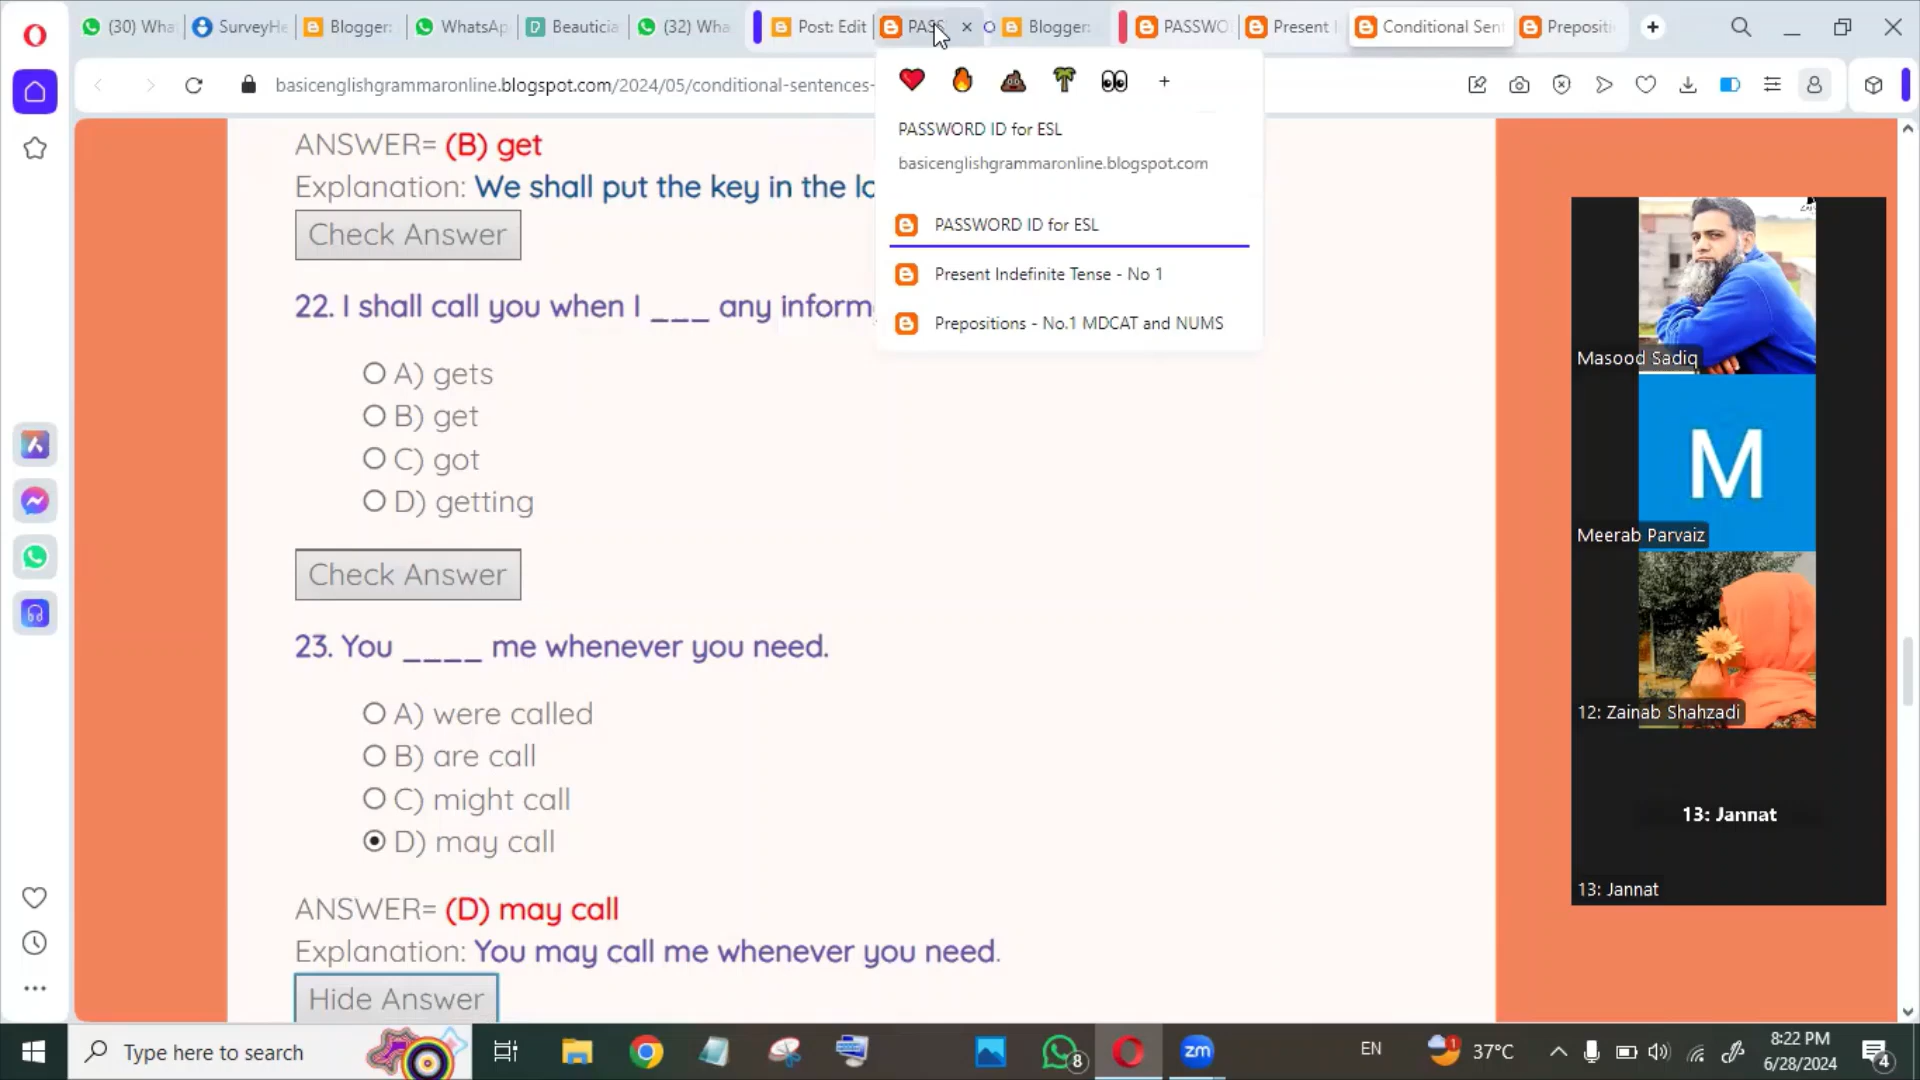 (30) Wha
SurveyHe
Blogger:
WhatsAp
Beauticia
(32) Wha
Post: Edit
PASS
Blogger:
PASSWO
Present I
Conditional Sent
Prepositi
basicenglishgrammaronline.blogspot.com/2024/05/conditional-sentences-
PASSWORD ID for ESL
basicenglishgrammaronline.blogspot.com
PASSWORD ID for ESL
Present Indefinite Tense - No 1
Prepositions - No.1 MDCAT and NUMS
ANSWER= (B) get
Explanation: We shall put the key in the lo
Check Answer
22. I shall call you when I ___ any inform
A) gets
B) get
C) got
D) getting
Check Answer
23. You ____ me whenever you need.
A) were called
B) are call
C) might call
D) may call
ANSWER= (D) may call
Explanation: You may call me whenever you need.
Hide Answer
Masood Sadiq
M
Meerab Parvaiz
12: Zainab Shahzadi
13: Jannat
13: Jannat
Type here to search
8
zm
EN
1
37°C
8:22 PM
6/28/2024
4